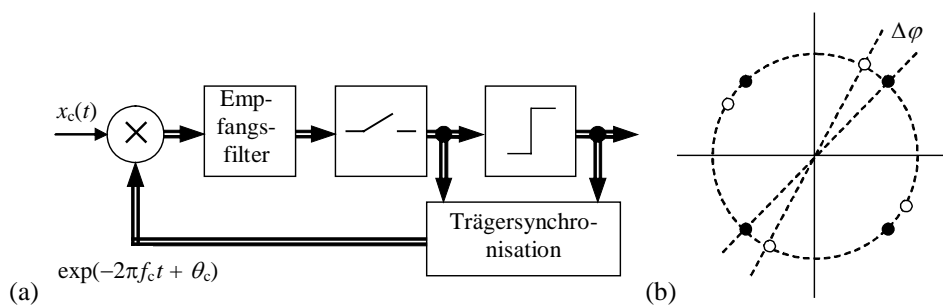 x_c(t)
Emp-
fangs-
filter
Trägersynchro-
nisation
exp(−2πf_ct + θ_c)
(a)
Δφ
(b)